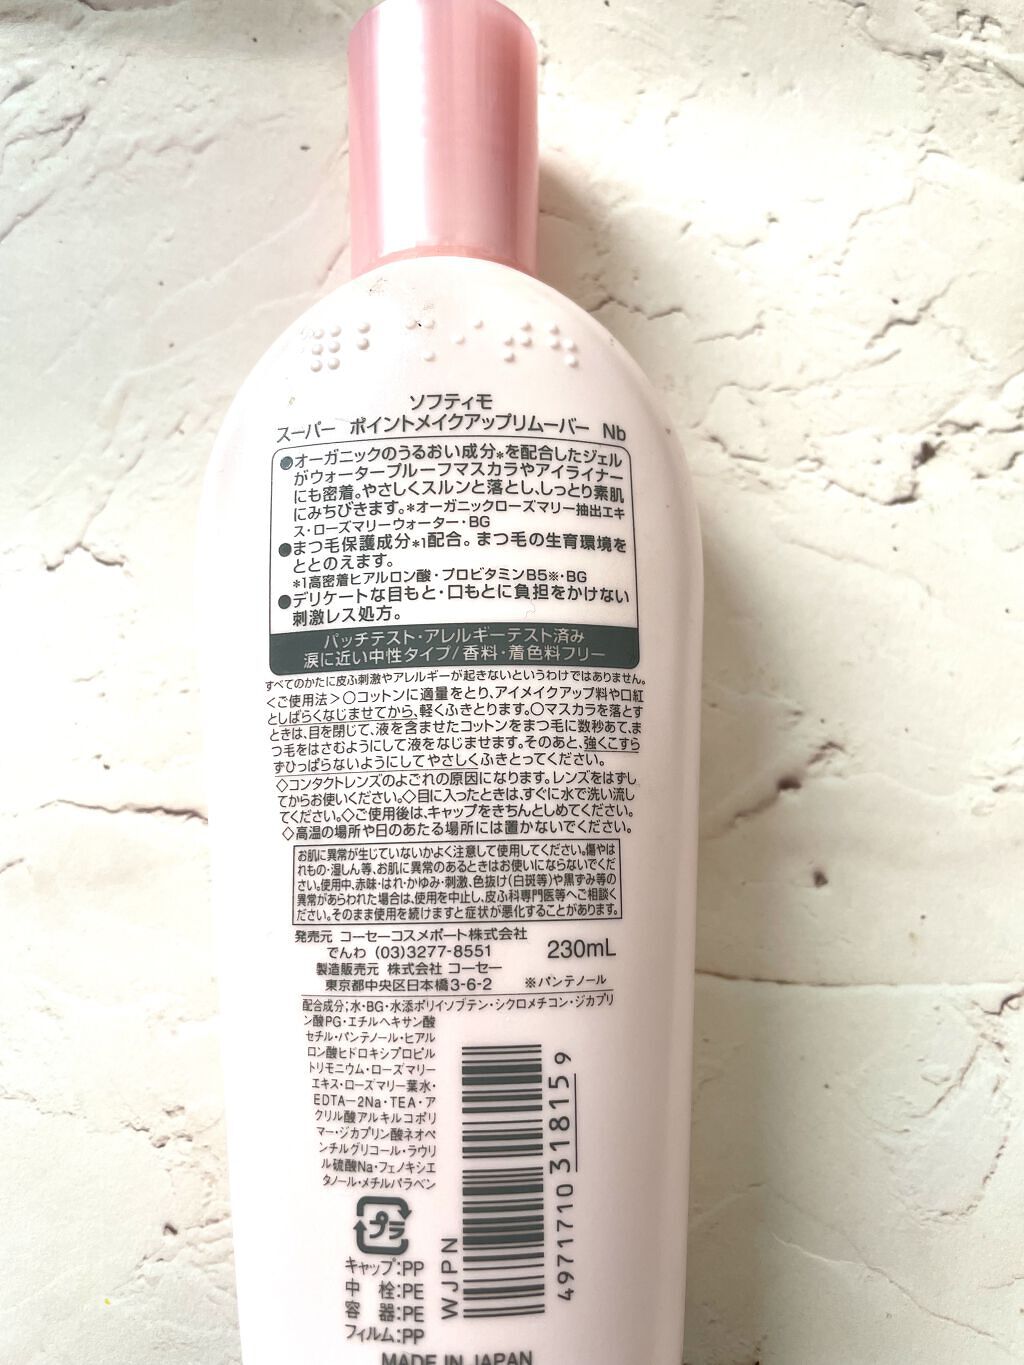 ソフティモ
スーパー ポイントメイクアップリムーバー Nb
●オーガニックのうるおい成分*を配合したジェル
がウォータープルーフマスカラやアイライナー
にも密着。やさしくスルンと落とし、しっとり素肌
にみちびきます。*オーガニックローズマリー抽出エキ
ス・ローズマリーウォーター・BG
●まつ毛保護成分*1配合。まつ毛の生育環境を
ととのえます。
*1高密着ヒアルロン酸・プロビタミンB5※・BG
●デリケートな目もと・口もとに負担をかけない
刺激レス処方。
パッチテスト・アレルギーテスト済み
涙に近い中性タイプ/香料・着色料フリー
すべてのかたに皮ふ刺激やアレルギーが起きないというわけではありません。
＜ご使用法＞○コットンに適量をとり、アイメイクアップ料や口紅
としばらくなじませてから、軽くふきとります。○マスカラを落とす
ときは、目を閉じて、液を含ませたコットンをまつ毛に数秒あて、ま
つ毛をはさむようにして液をなじませます。そのあと、強くこすら
ずひっぱらないようにしてやさしくふきとってください。
◇コンタクトレンズのよごれの原因になります。レンズをはずし
てからお使いください。◇目に入ったときは、すぐに水で洗い流し
てください。◇ご使用後は、キャップをきちんとしめてください。
◇高温の場所や日のあたる場所には置かないでください。
お肌に異常が生じていないかよく注意して使用してください。傷やは
れもの・湿しん等、お肌に異常のあるときはお使いにならないでくだ
さい。使用中、赤味・はれ・かゆみ・刺激、色抜け(白斑等)や黒ずみ等の
異常があらわれた場合は、使用を中止し、皮ふ科専門医等へご相談く
ださい。そのまま使用を続けますと症状が悪化することがあります。
発売元 コーセーコスメポート株式会社
でんわ (03)3277-8551
230mL
製造販売元 株式会社 コーセー
東京都中央区日本橋3-6-2 ※パンテノール
配合成分；水・BG・水添ポリイソブテン・シクロメチコン・ジカプリ
ン酸PG・エチルヘキサン酸
セチル・パンテノール・ヒアル
ロン酸ヒドロキシプロピル
トリモニウム・ローズマリー
エキス・ローズマリー葉水・
EDTA－2Na・TEA・ア
クリル酸アルキルコポリ
マー・ジカプリン酸ネオペ
ンチルグリコール・ラウリ
ル硫酸Na・フェノキシエ
タノール・メチルパラベン
プラ
キャップ:PP
中 栓:PE
容 器:PE
フィルム:PP
WJPN
4971710318159
MADE IN JAPAN